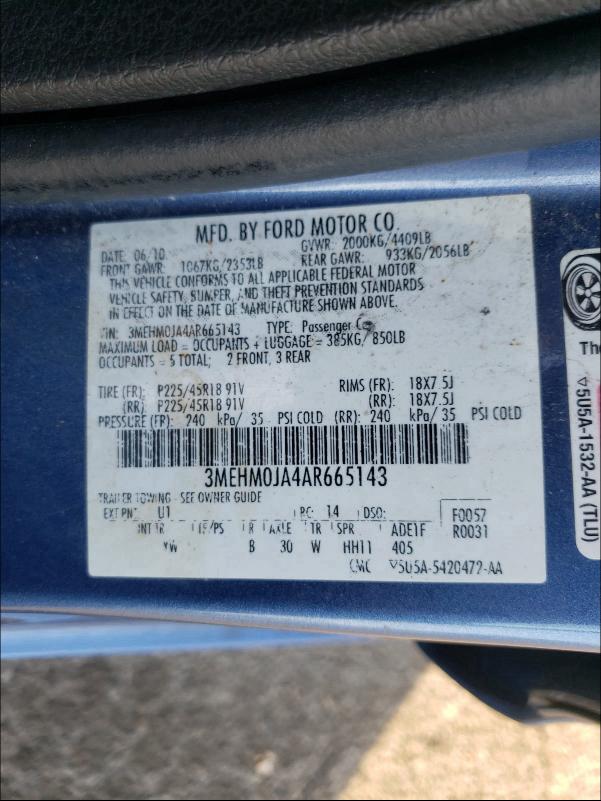 MFD. BY FORD MOTOR CO.
DATE 06/10 GVWR: 2000KG/4409LB
FRONT GAWR: 1067KG/2353LB REAR GAWR: 933KG/2056LB
THIS VEHICLE CONFORMS TO ALL APPLICABLE FEDERAL MOTOR
VEHICLE SAFETY, BUMPER, AND THEFT PREVENTION STANDARDS
IN EFFECT ON THE DATE OF MANUFACTURE SHOWN ABOVE.
VIN: 3MEHM0JA4AR665143 TYPE: Passenger Car
MAXIMUM LOAD = OCCUPANTS + LUGGAGE = 385KG/850LB
OCCUPANTS = 5 TOTAL; 2 FRONT, 3 REAR
TIRE (FR): P225/45R18 91V RIMS (FR): 18X7.5J
(RR): P225/45R18 91V (RR): 18X7.5J
PRESSURE (FR): 240 kPa/ 35 PSI COLD (RR): 240 kPa/ 35 PSI COLD
3MEHM0JA4AR665143
TRAILER TOWING - SEE OWNER GUIDE
EXT PNT: U1 RC: 14 DSO: F0057
INT TR TP/PS R AXLE TR SPR ADE1F R0031
B 30 W HH11 405
CMC ▽5U5A-5420472-AA
The
▽5U5A-1532-AA (TLU)